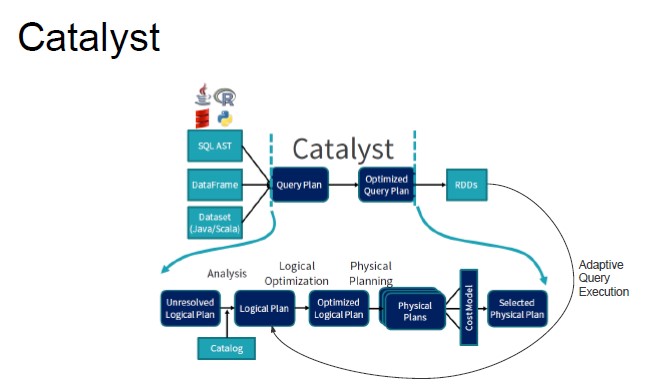 Catalyst
SQL AST
DataFrame
Dataset
(Java/Scala)
Catalyst
Query Plan
Optimized
Query Plan
RDDs
Adaptive
Query
Execution
Analysis
Logical
Optimization
Physical
Planning
Unresolved
Logical Plan
Catalog
Logical Plan
Optimized
Logical Plan
Physical
Plans
CostModel
Selected
Physical Plan